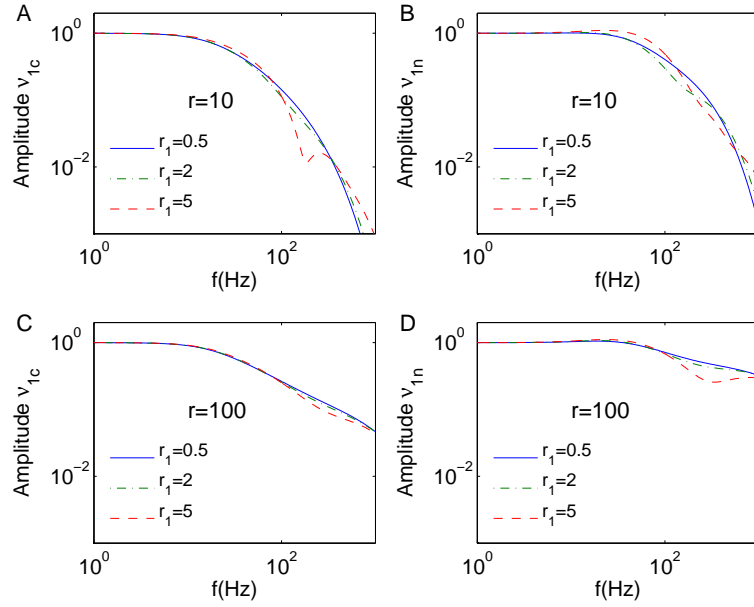 A
Amplitude ν1c
10^0
10^-2
r=10
r1=0.5
r1=2
r1=5
10^0
10^2
f(Hz)
B
Amplitude ν1n
10^0
10^-2
r=10
r1=0.5
r1=2
r1=5
10^0
10^2
f(Hz)
C
Amplitude ν1c
10^0
10^-2
r=100
r1=0.5
r1=2
r1=5
10^0
10^2
f(Hz)
D
Amplitude ν1n
10^0
10^-2
r=100
r1=0.5
r1=2
r1=5
10^0
10^2
f(Hz)